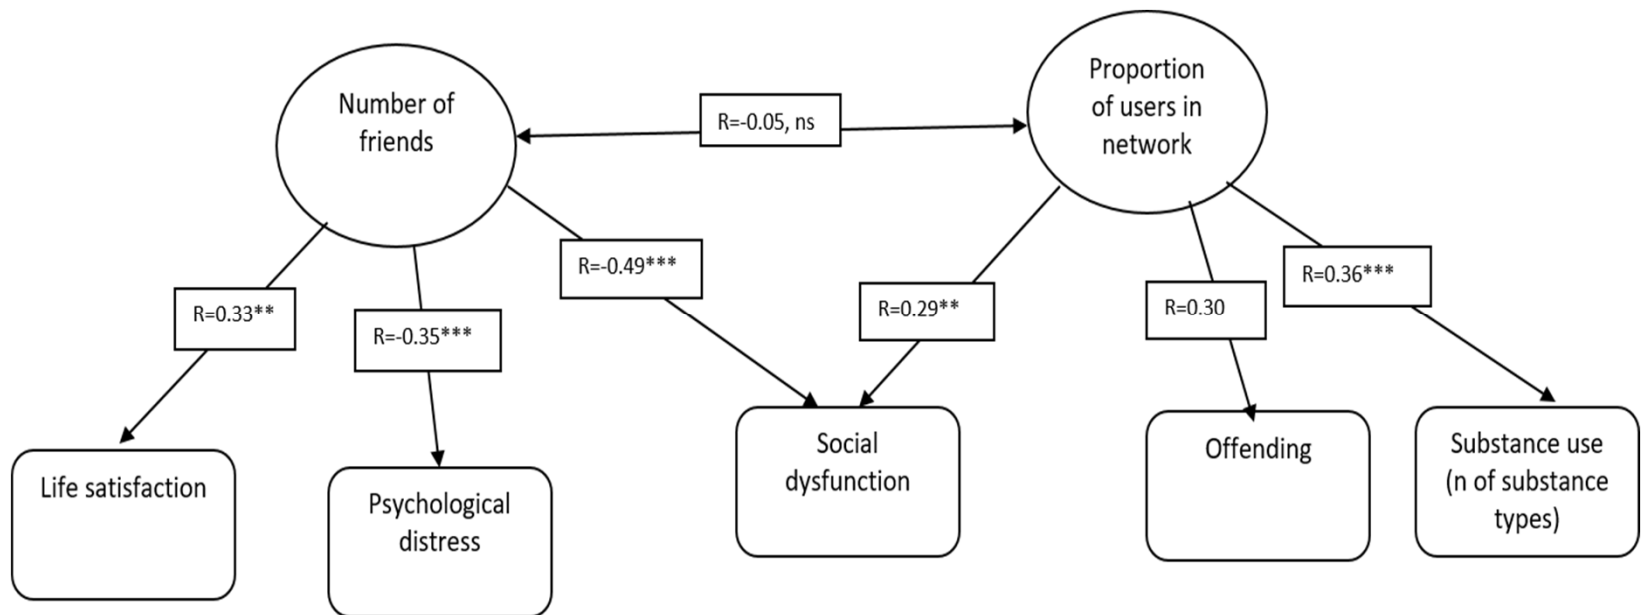 Number of
friends
R=-0.05, ns
Proportion
of users in
network
R=0.33**
R=-0.35***
R=-0.49***
R=0.29**
R=0.30
R=0.36***
Life satisfaction
Psychological
distress
Social
dysfunction
Offending
Substance use
(n of substance
types)